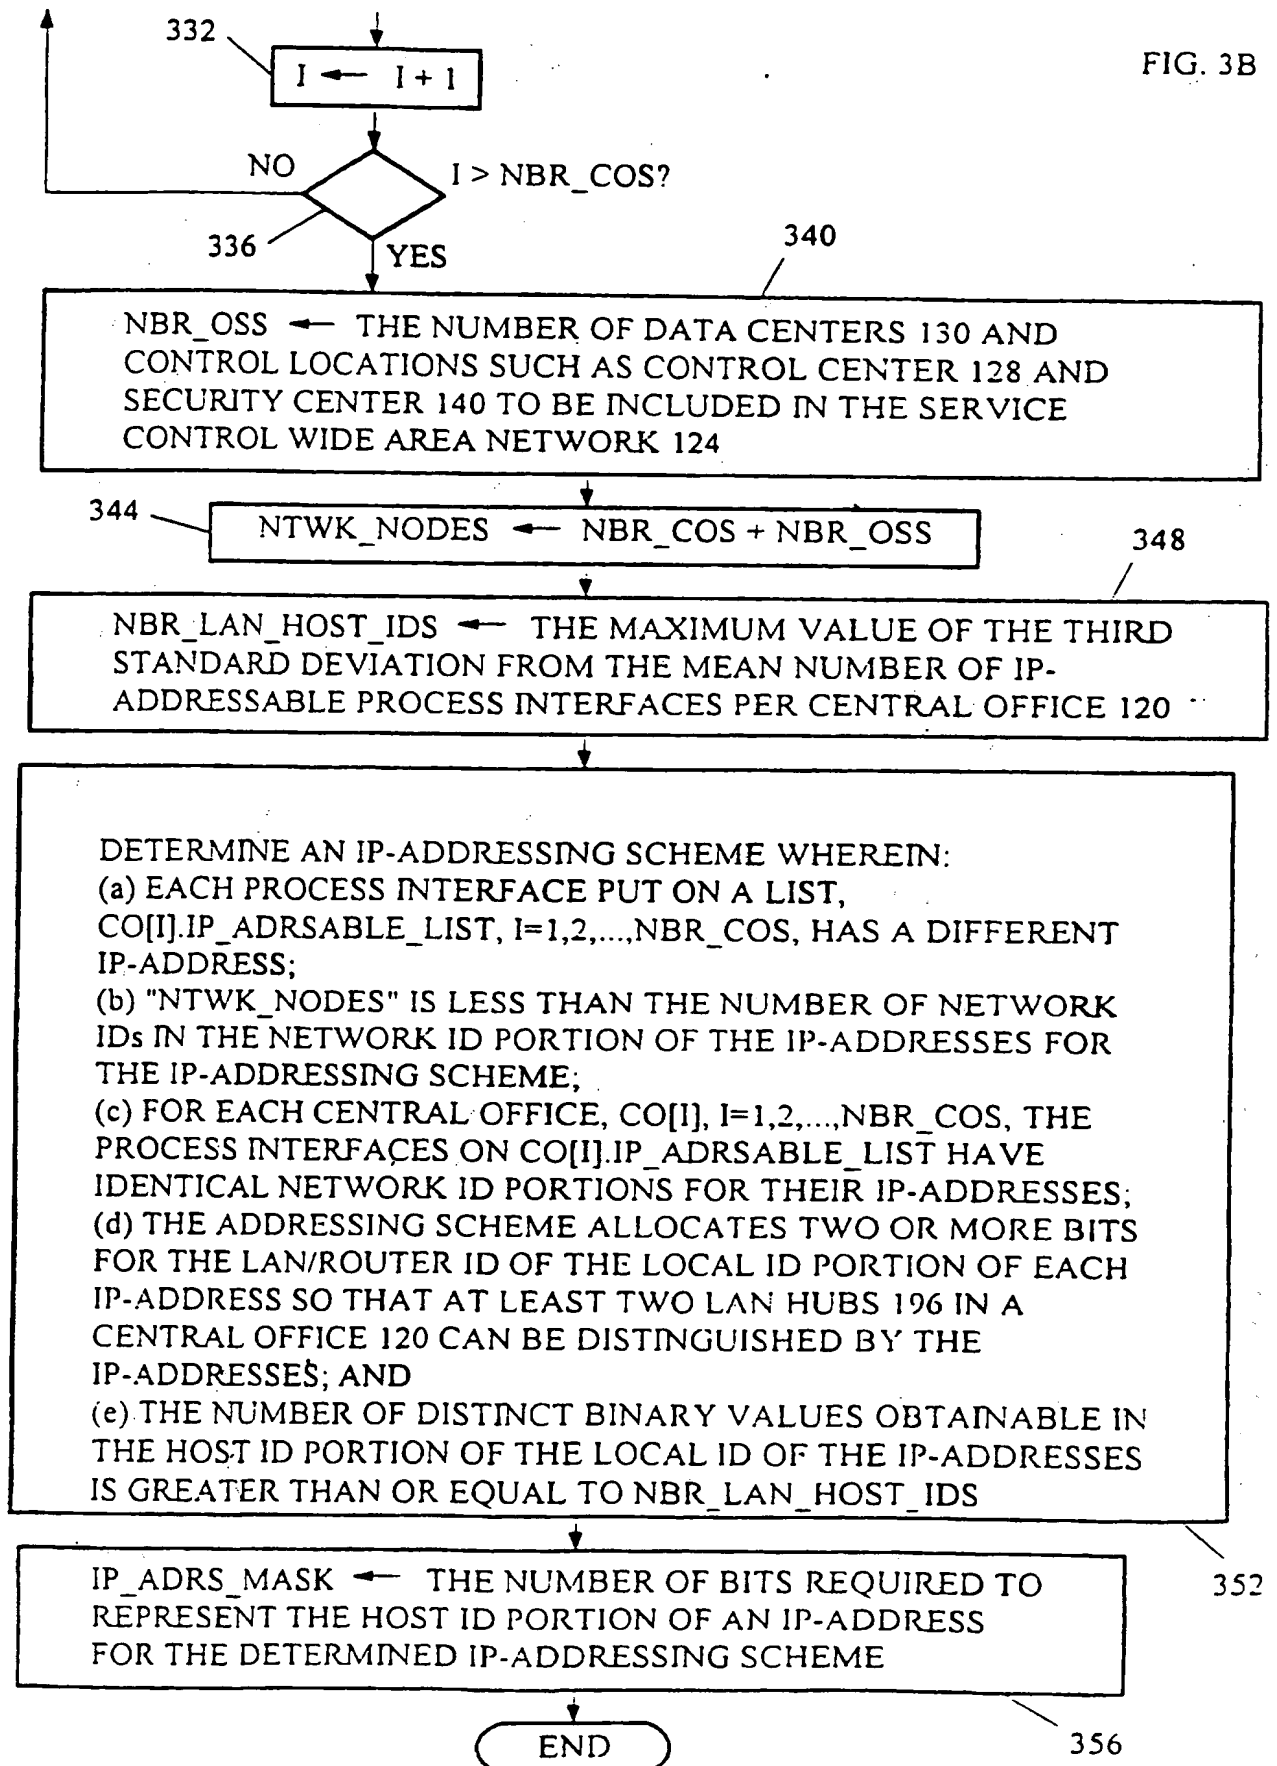 332
I ← I + 1
FIG. 3B
NO
I > NBR_COS?
336
YES
340
NBR_OSS ← THE NUMBER OF DATA CENTERS 130 AND
CONTROL LOCATIONS SUCH AS CONTROL CENTER 128 AND
SECURITY CENTER 140 TO BE INCLUDED IN THE SERVICE
CONTROL WIDE AREA NETWORK 124
344
NTWK_NODES ← NBR_COS + NBR_OSS
348
NBR_LAN_HOST_IDS ← THE MAXIMUM VALUE OF THE THIRD
STANDARD DEVIATION FROM THE MEAN NUMBER OF IP-
ADDRESSABLE PROCESS INTERFACES PER CENTRAL OFFICE 120
DETERMINE AN IP-ADDRESSING SCHEME WHEREIN:
(a) EACH PROCESS INTERFACE PUT ON A LIST,
CO[I].IP_ADRSABLE_LIST, I=1,2,...,NBR_COS, HAS A DIFFERENT
IP-ADDRESS;
(b) "NTWK_NODES" IS LESS THAN THE NUMBER OF NETWORK
IDs IN THE NETWORK ID PORTION OF THE IP-ADDRESSES FOR
THE IP-ADDRESSING SCHEME;
(c) FOR EACH CENTRAL OFFICE, CO[I], I=1,2,...,NBR_COS, THE
PROCESS INTERFACES ON CO[I].IP_ADRSABLE_LIST HAVE
IDENTICAL NETWORK ID PORTIONS FOR THEIR IP-ADDRESSES;
(d) THE ADDRESSING SCHEME ALLOCATES TWO OR MORE BITS
FOR THE LAN/ROUTER ID OF THE LOCAL ID PORTION OF EACH
IP-ADDRESS SO THAT AT LEAST TWO LAN HUBS 196 IN A
CENTRAL OFFICE 120 CAN BE DISTINGUISHED BY THE
IP-ADDRESSES; AND
(e) THE NUMBER OF DISTINCT BINARY VALUES OBTAINABLE IN
THE HOST ID PORTION OF THE LOCAL ID OF THE IP-ADDRESSES
IS GREATER THAN OR EQUAL TO NBR_LAN_HOST_IDS
352
IP_ADRS_MASK ← THE NUMBER OF BITS REQUIRED TO
REPRESENT THE HOST ID PORTION OF AN IP-ADDRESS
FOR THE DETERMINED IP-ADDRESSING SCHEME
356
END